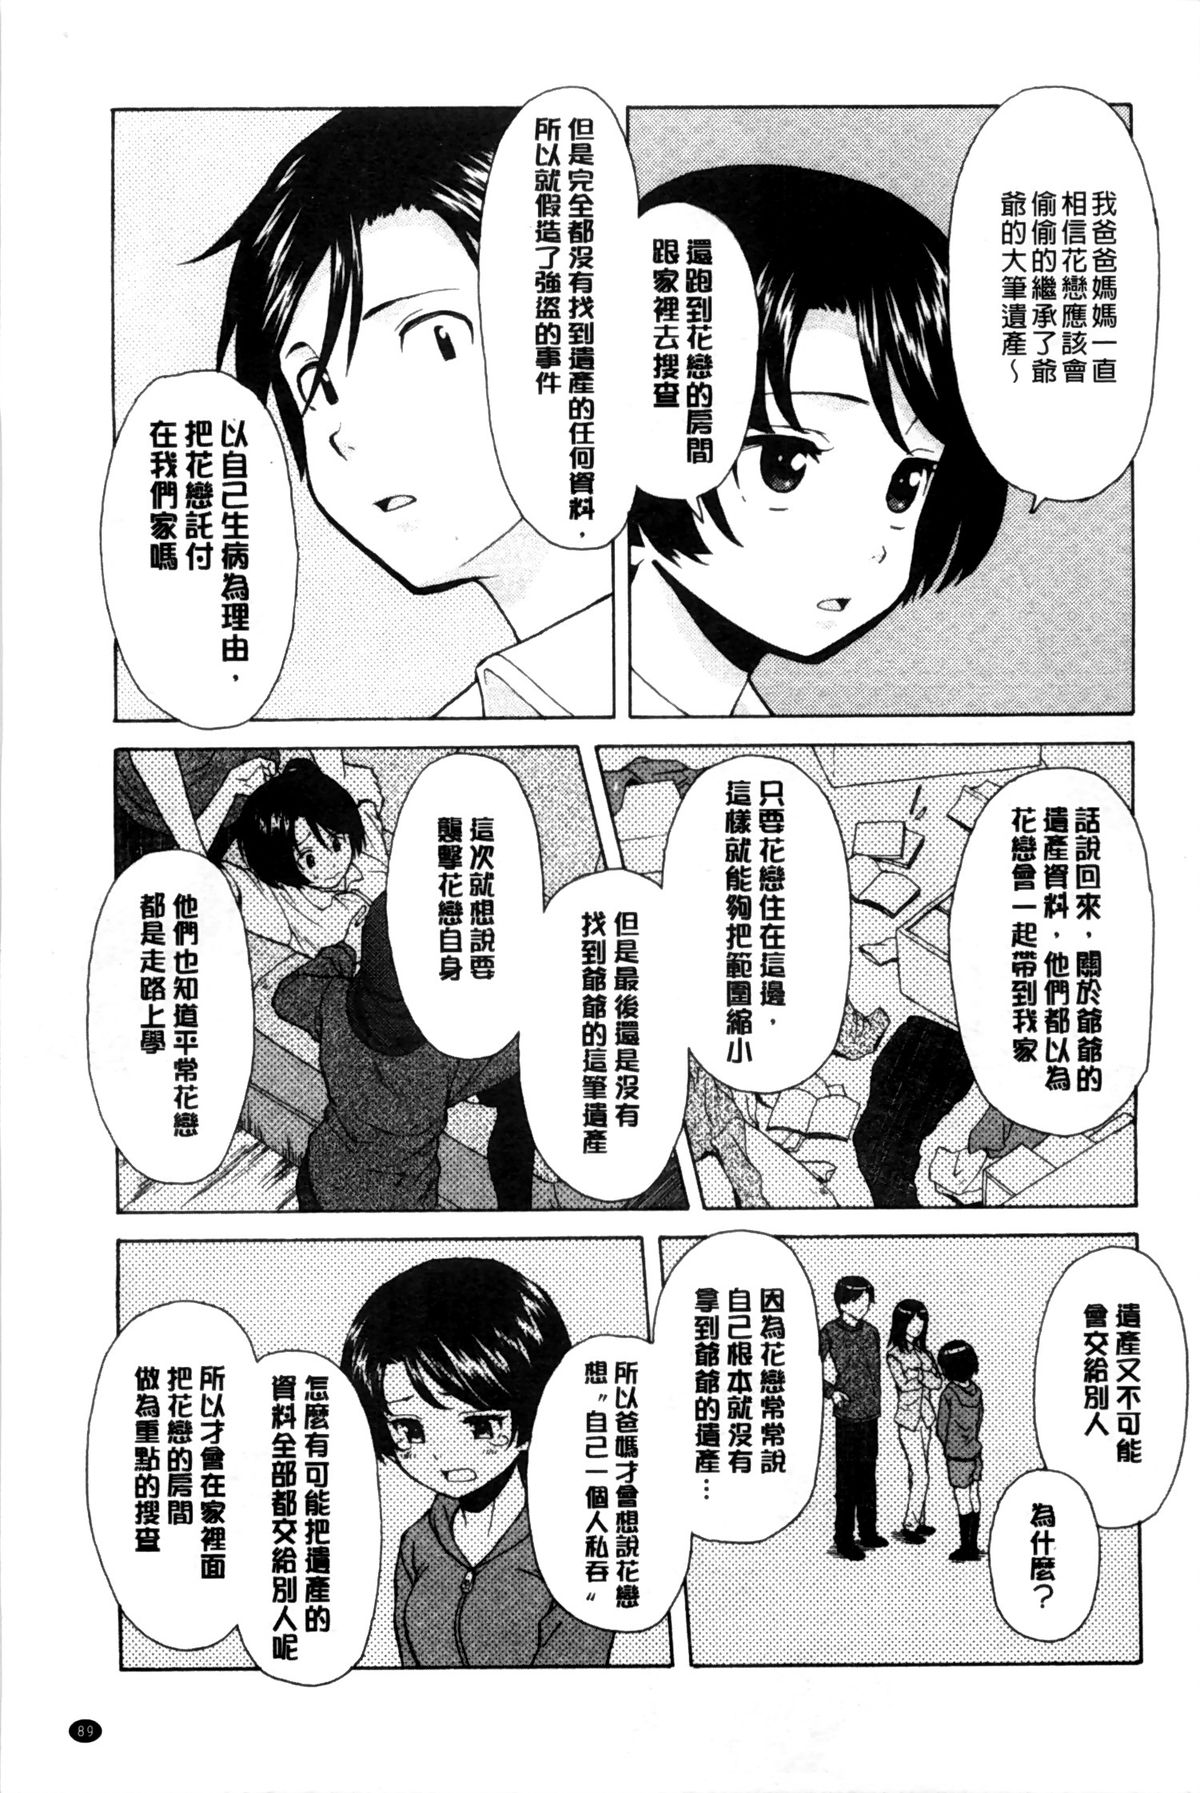 我爸爸媽媽一直
相信花戀應該會
偷偷的繼承了爺
爺的大筆遺產～
還跑到花戀的房間
跟家裡去搜查
但是完全都沒有找到遺產的任何資料，
所以就假造了強盜的事件
以自己生病為理由，
把花戀託付
在我們家嗎
話說回來，關於爺爺的
遺產資料，他們都以為
花戀會一起帶到我家
只要花戀住在這邊，
這樣就能夠把範圍縮小
但是最後還是沒有
找到爺爺的這筆遺產
這次就想說要
襲擊花戀自身
他們也知道平常花戀
都是走路上學
遺產又不可能
會交給別人
為什麼？
因為花戀常常說
自己根本就沒有
拿到爺爺的遺產…
所以爸媽才會想說花戀
想〝自己一個人私吞〞
怎麼有可能把遺產的
資料全部都交給別人呢
所以才會在家裡面
把花戀的房間
做為重點的搜查
89